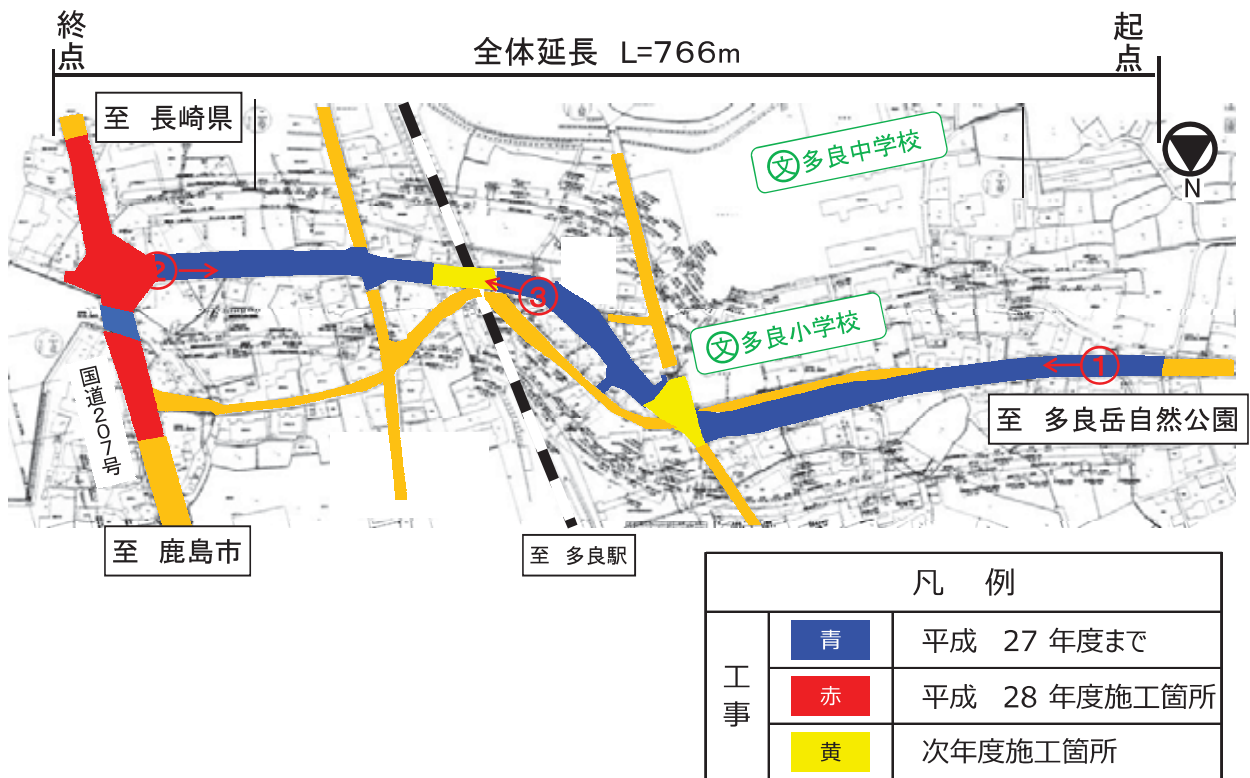 終点
起点
全体延長 L=766m
至 長崎県
文多良中学校
N
②
③
文多良小学校
①
国道207号
至 多良岳自然公園
至 鹿島市
至 多良駅
凡 例
工事
青 平成 27 年度まで
赤 平成 28 年度施工箇所
黄 次年度施工箇所